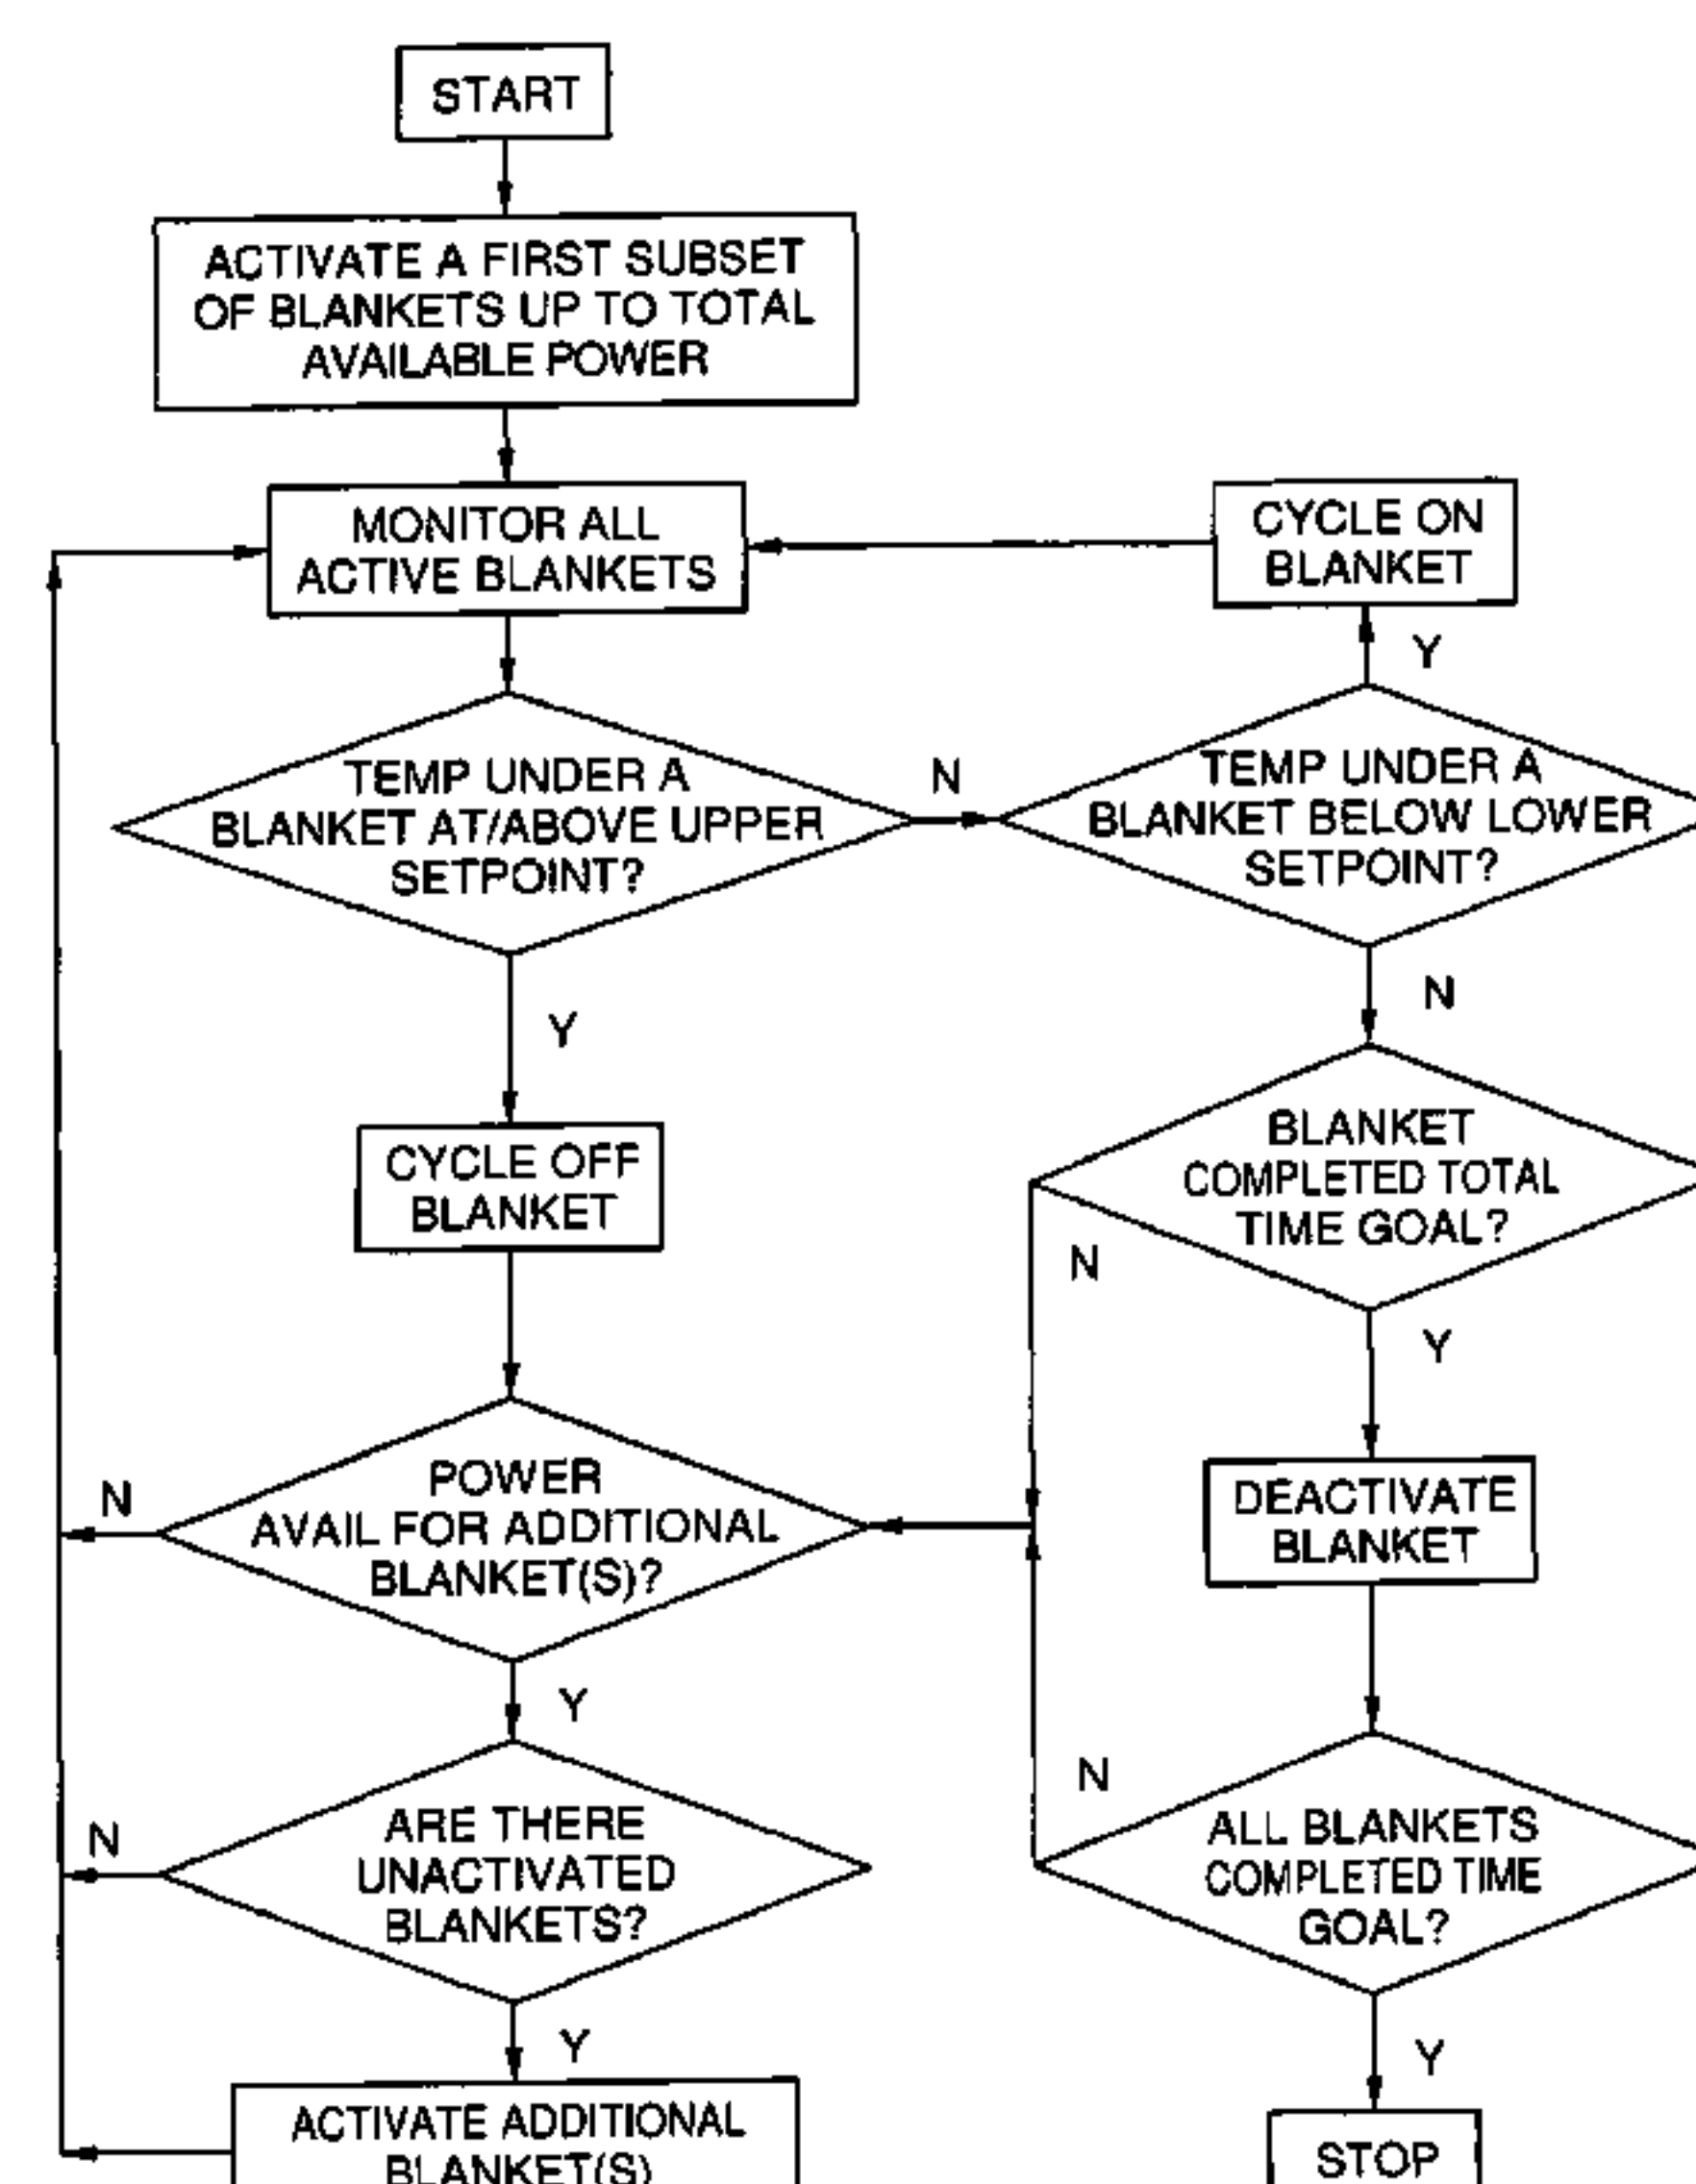 START
ACTIVATE A FIRST SUBSET
OF BLANKETS UP TO TOTAL
AVAILABLE POWER
MONITOR ALL
ACTIVE BLANKETS
CYCLE ON
BLANKET
Y
TEMP UNDER A
BLANKET AT/ABOVE UPPER
SETPOINT?
N
TEMP UNDER A
BLANKET BELOW LOWER
SETPOINT?
Y
N
CYCLE OFF
BLANKET
BLANKET
COMPLETED TOTAL
TIME GOAL?
N
Y
POWER
AVAIL FOR ADDITIONAL
BLANKET(S)?
N
Y
DEACTIVATE
BLANKET
ARE THERE
UNACTIVATED
BLANKETS?
N
Y
N
ALL BLANKETS
COMPLETED TIME
GOAL?
Y
ACTIVATE ADDITIONAL
BLANKET(S)
STOP